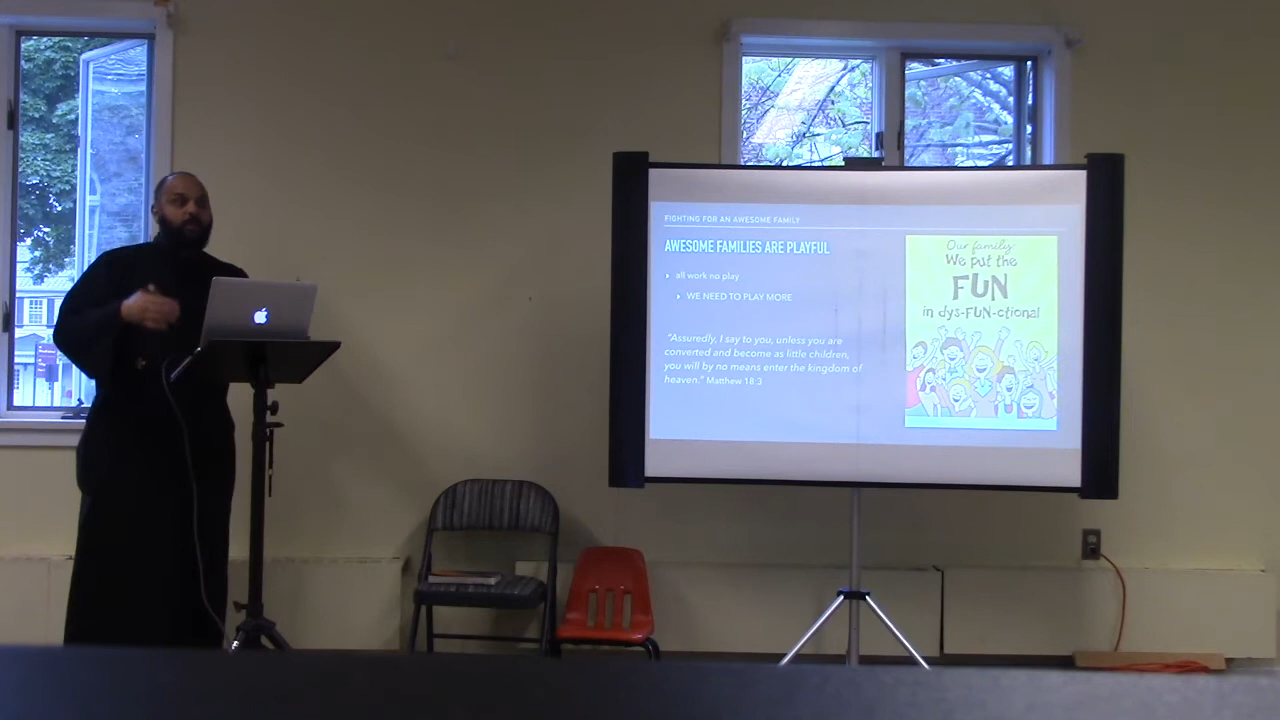 FIGHTING FOR AN AWESOME FAMILY
AWESOME FAMILIES ARE PLAYFUL
all work no play
WE NEED TO PLAY MORE
"Assuredly, I say to you, unless you are
converted and become as little children,
you will by no means enter the kingdom of
heaven." Matthew 18:3
Our family:
We put the
FUN
in dys-FUN-ctional